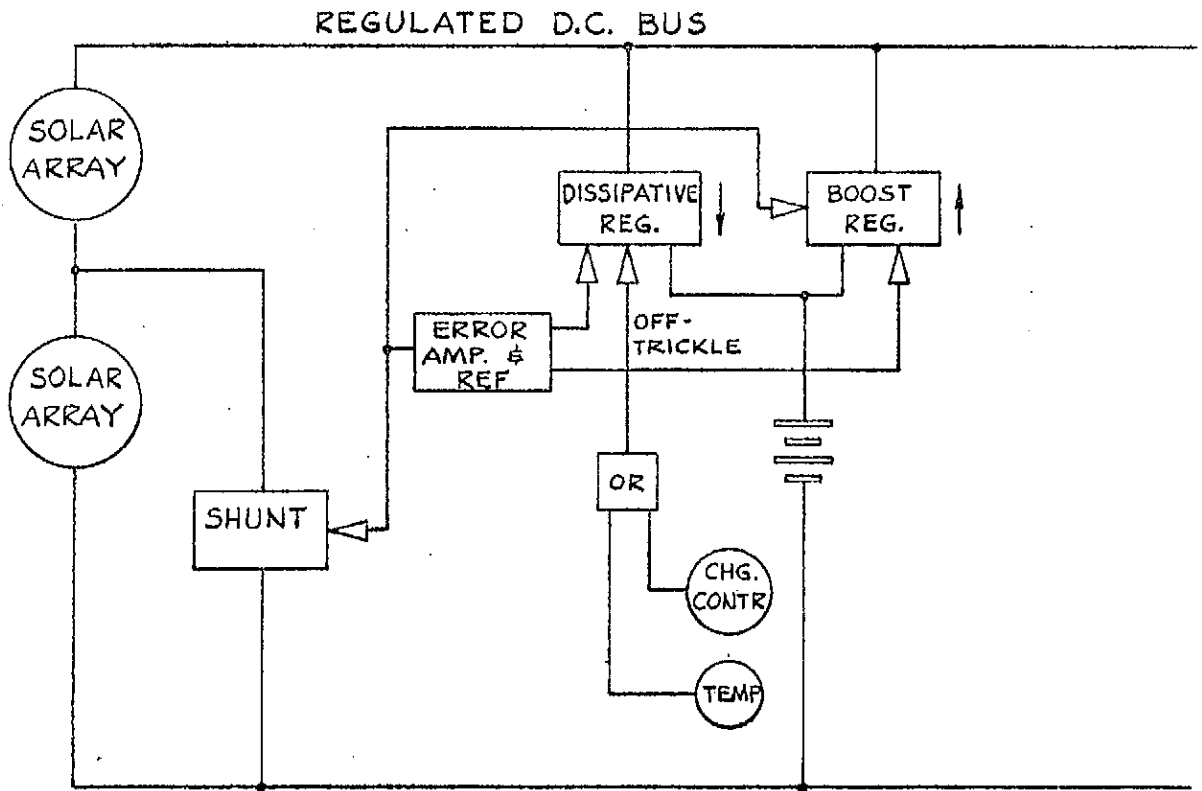 REGULATED D.C. BUS
SOLAR
ARRAY
DISSIPATIVE
REG.
BOOST
REG.
ERROR
AMP. &
REF
OFF-
TRICKLE
SOLAR
ARRAY
OR
SHUNT
CHG.
CONTR
TEMP